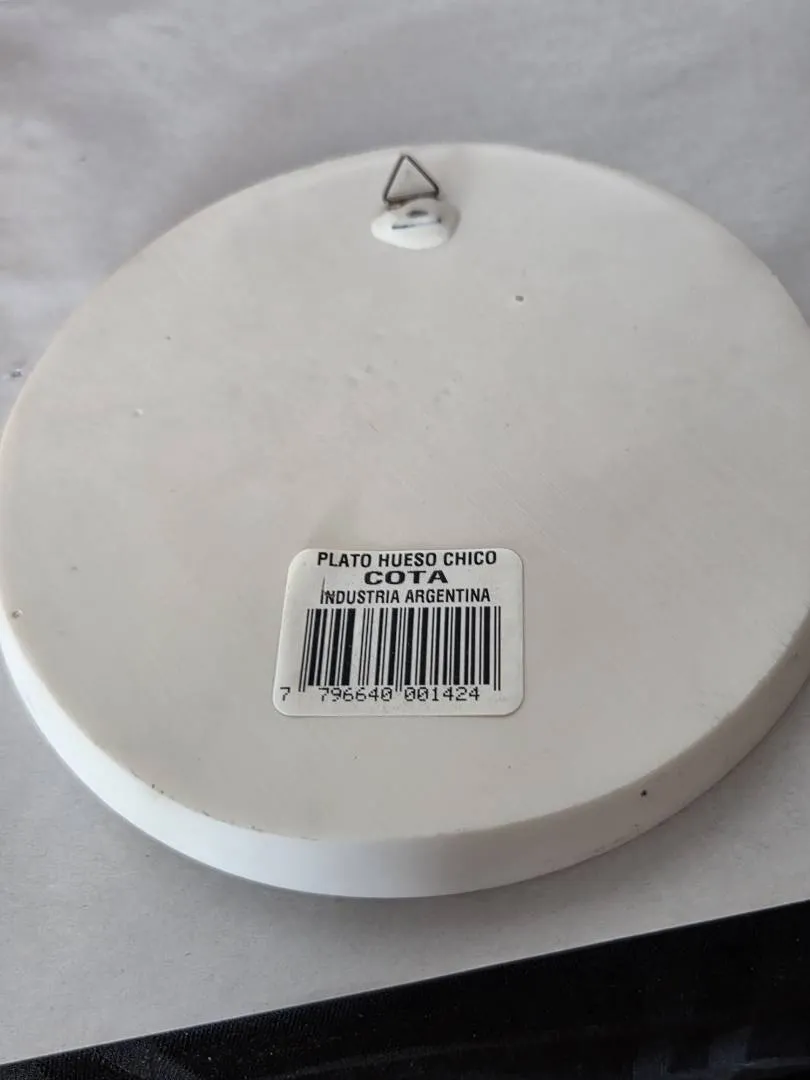 PLATO HUESO CHICO
COTA
INDUSTRIA ARGENTINA
7 796640 001424